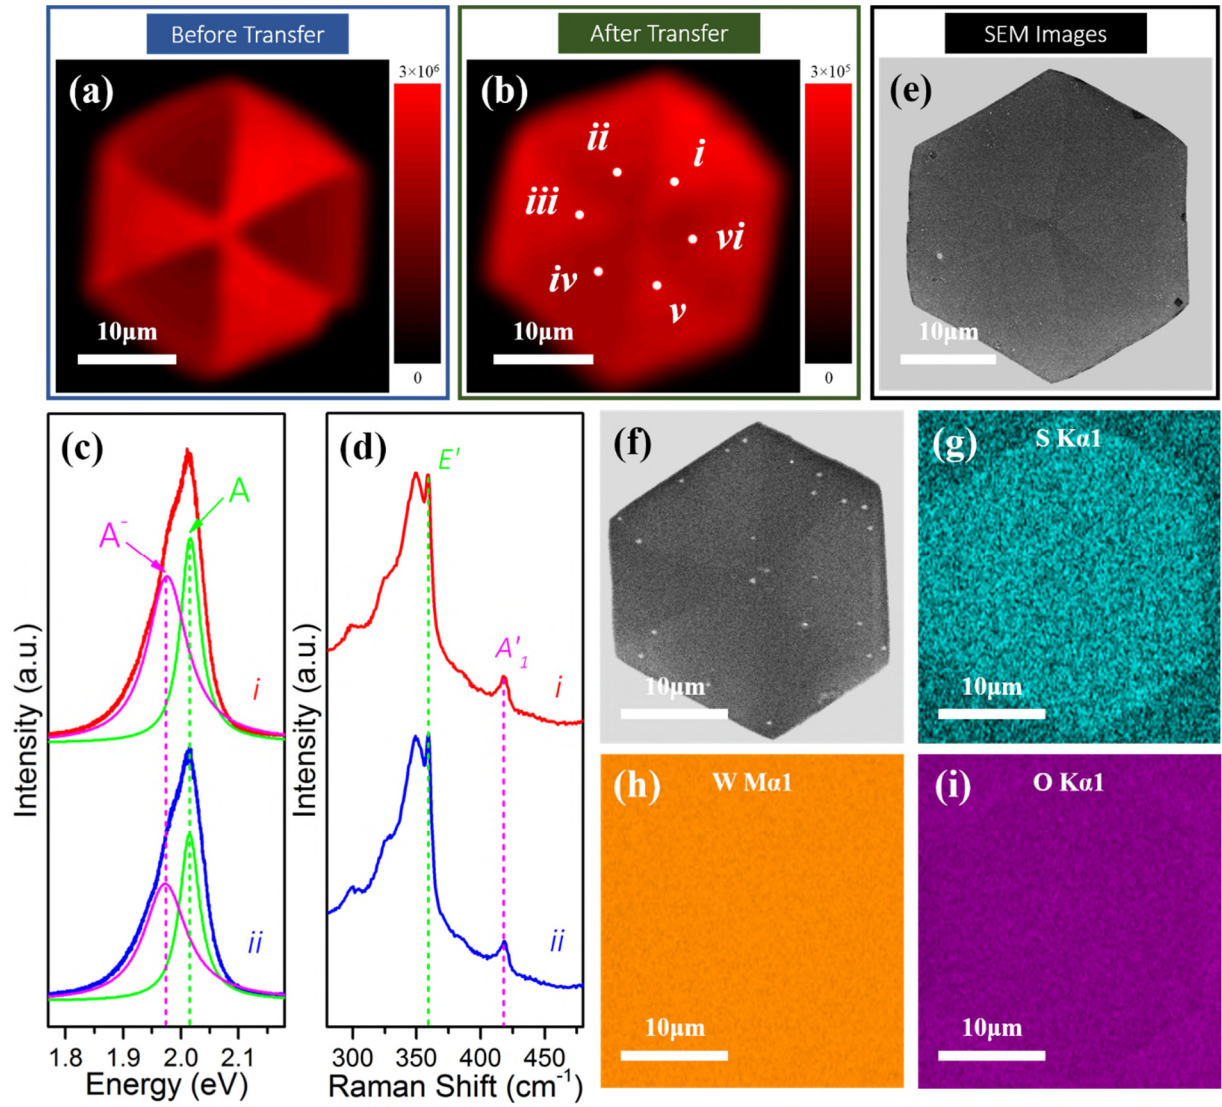 Before Transfer
After Transfer
SEM Images
(a)
3×10⁶
0
10μm
(b)
3×10⁵
0
i
ii
iii
iv
v
vi
10μm
(e)
10μm
(c)
A⁻
A
i
ii
Intensity (a.u.)
1.8 1.9 2.0 2.1
Energy (eV)
(d)
E'
A'₁
i
ii
Intensity (a.u.)
300 350 400 450
Raman Shift (cm⁻¹)
(f)
10μm
(g)
S Kα1
10μm
(h)
W Mα1
10μm
(i)
O Kα1
10μm